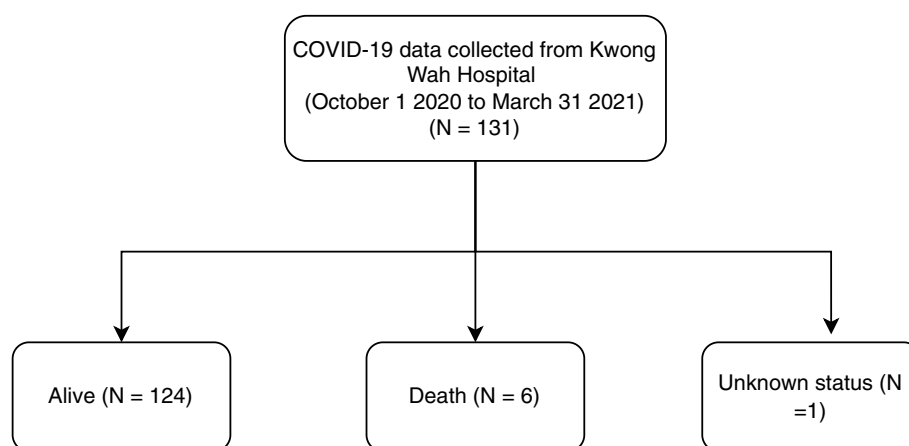 COVID-19 data collected from Kwong
Wah Hospital
(October 1 2020 to March 31 2021)
(N = 131)
Alive (N = 124)
Death (N = 6)
Unknown status (N
=1)